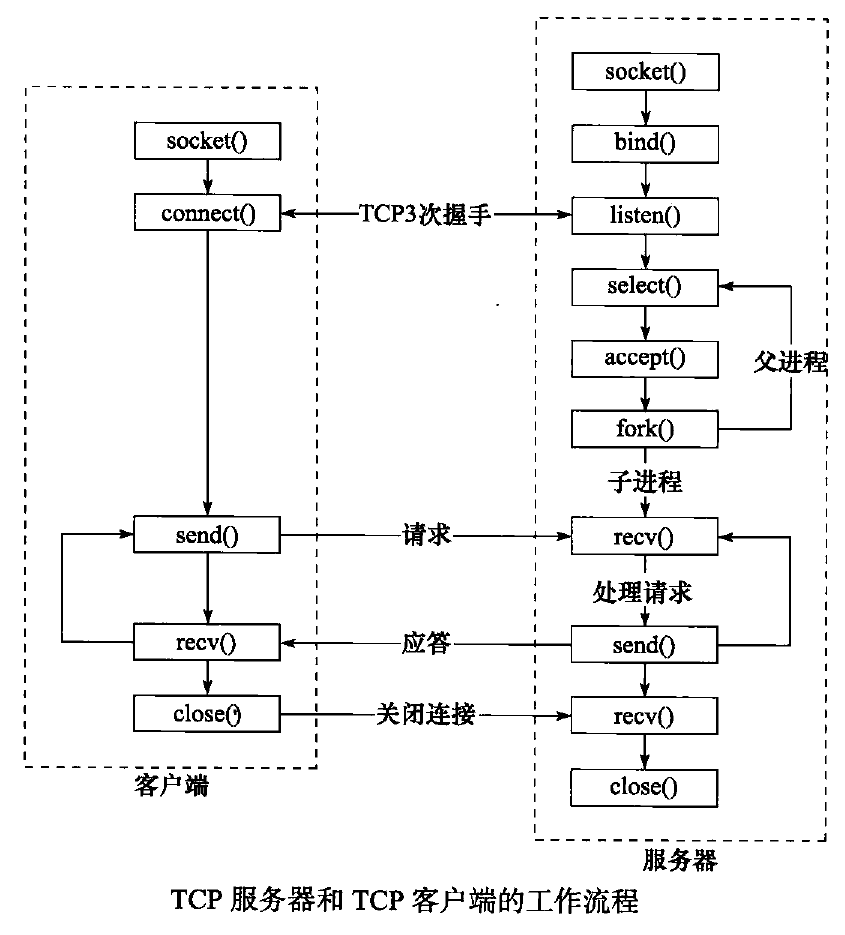 socket()
connect()
send()
recv()
close()
客户端
TCP3次握手
请求
应答
关闭连接
socket()
bind()
listen()
select()
accept()
fork()
父进程
子进程
recv()
处理请求
send()
recv()
close()
服务器
TCP 服务器和 TCP 客户端的工作流程